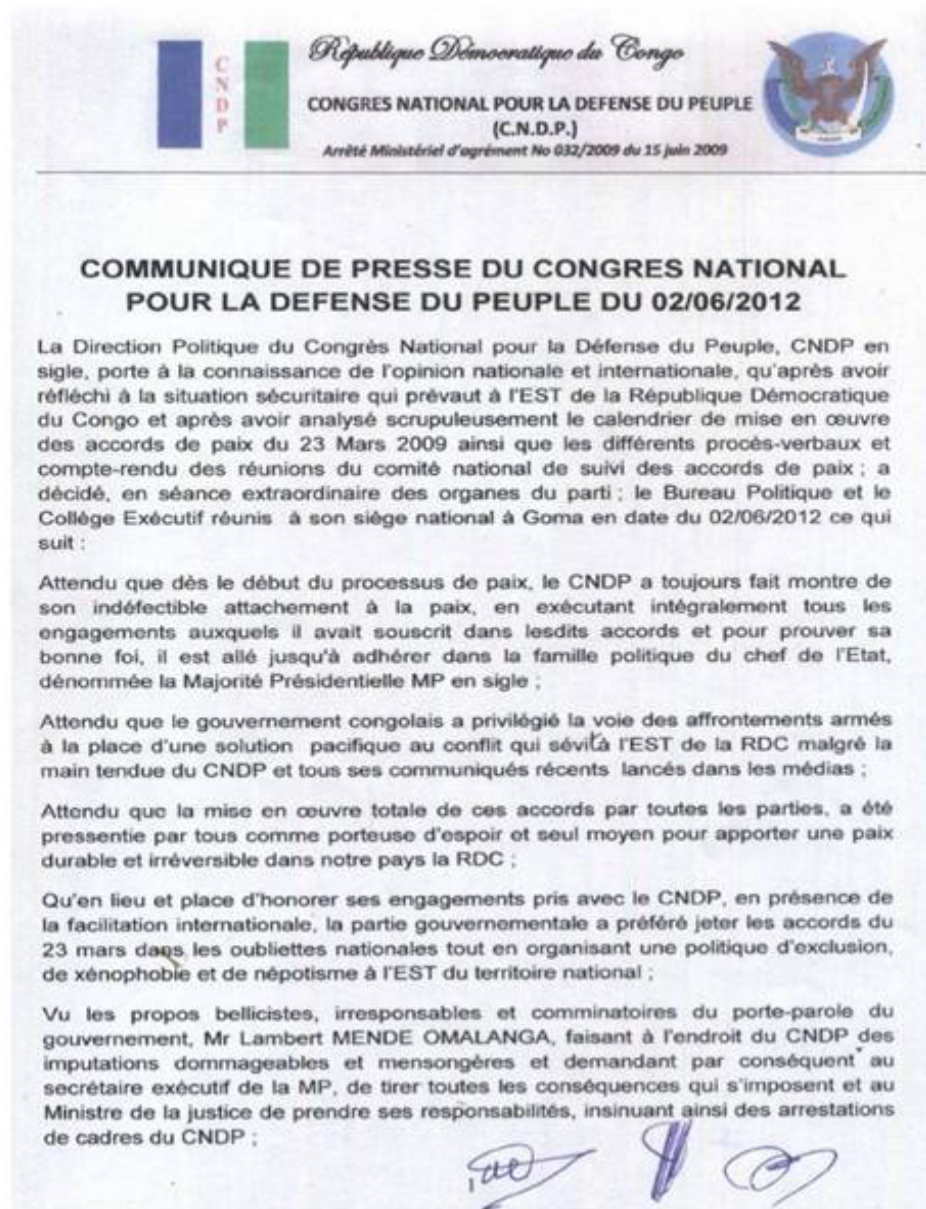 République Démocratique du Congo
CNDP
CONGRES NATIONAL POUR LA DEFENSE DU PEUPLE
(C.N.D.P.)
Arrêté Ministériel d'agrément No 032/2009 du 15 juin 2009
COMMUNIQUE DE PRESSE DU CONGRES NATIONAL
POUR LA DEFENSE DU PEUPLE DU 02/06/2012
La Direction Politique du Congrès National pour la Défense du Peuple, CNDP en
sigle, porte à la connaissance de l'opinion nationale et internationale, qu'après avoir
réfléchi à la situation sécuritaire qui prévaut à l'EST de la République Démocratique
du Congo et après avoir analysé scrupuleusement le calendrier de mise en œuvre
des accords de paix du 23 Mars 2009 ainsi que les différents procès-verbaux et
compte-rendu des réunions du comité national de suivi des accords de paix ; a
décidé, en séance extraordinaire des organes du parti ; le Bureau Politique et le
Collège Exécutif réunis à son siège national à Goma en date du 02/06/2012 ce qui
suit :
Attendu que dès le début du processus de paix, le CNDP a toujours fait montre de
son indéfectible attachement à la paix, en exécutant intégralement tous les
engagements auxquels il avait souscrit dans lesdits accords et pour prouver sa
bonne foi, il est allé jusqu'à adhérer dans la famille politique du chef de l'Etat,
dénommée la Majorité Présidentielle MP en sigle ;
Attendu que le gouvernement congolais a privilégié la voie des affrontements armés
à la place d'une solution pacifique au conflit qui sévit à l'EST de la RDC malgré la
main tendue du CNDP et tous ses communiqués récents lancés dans les médias ;
Attendu que la mise en œuvre totale de ces accords par toutes les parties, a été
pressentie par tous comme porteuse d'espoir et seul moyen pour apporter une paix
durable et irréversible dans notre pays la RDC ;
Qu'en lieu et place d'honorer ses engagements pris avec le CNDP, en présence de
la facilitation internationale, la partie gouvernementale a préféré jeter les accords du
23 mars dans les oubliettes nationales tout en organisant une politique d'exclusion,
de xénophobie et de népotisme à l'EST du territoire national ;
Vu les propos bellicistes, irresponsables et comminatoires du porte-parole du
gouvernement, Mr Lambert MENDE OMALANGA, faisant à l'endroit du CNDP des
imputations dommageables et mensongères et demandant par conséquent au
secrétaire exécutif de la MP, de tirer toutes les conséquences qui s'imposent et au
Ministre de la justice de prendre ses responsabilités, insinuant ainsi des arrestations
de cadres du CNDP ;